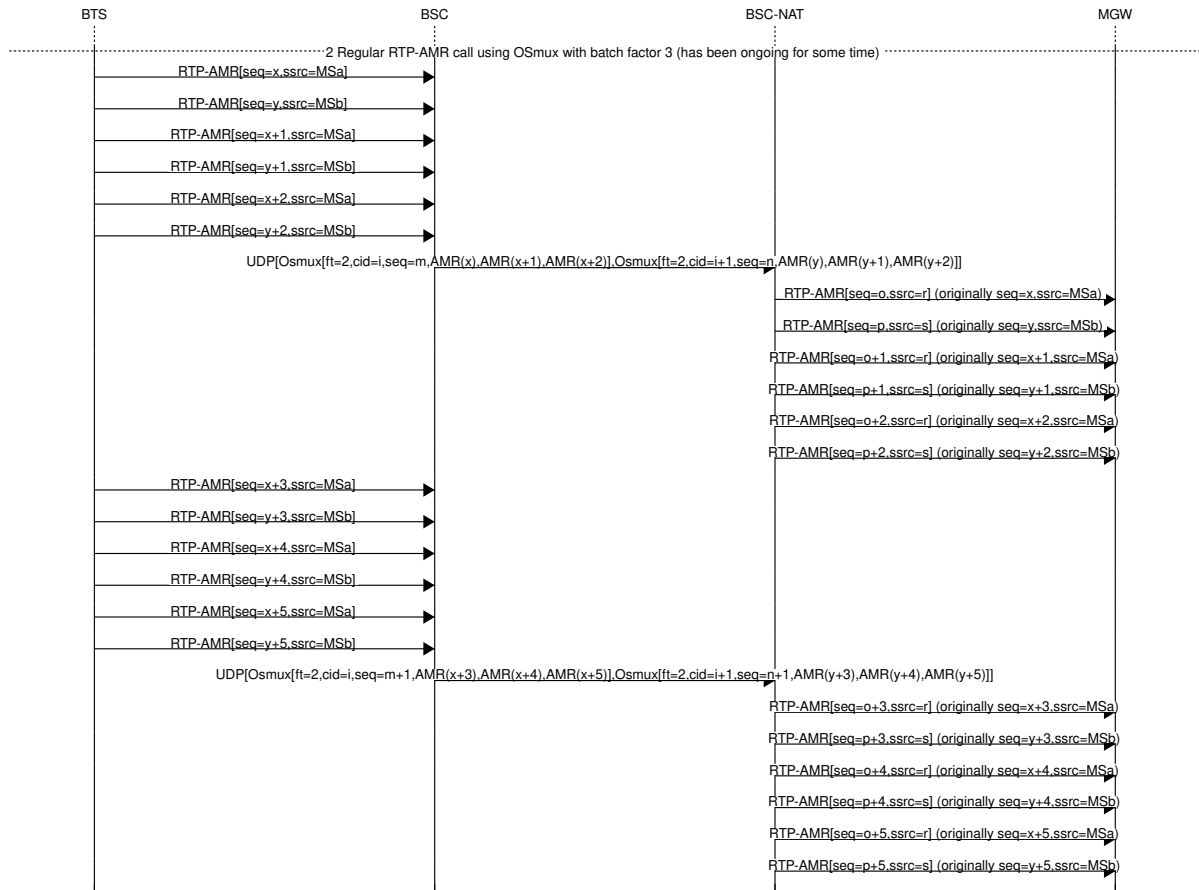 BTS BSC BSC-NAT MGW
2 Regular RTP-AMR call using OSmux with batch factor 3 (has been ongoing for some time)
RTP-AMR[seq=x,ssrc=MSa]
RTP-AMR[seq=y,ssrc=MSb]
RTP-AMR[seq=x+1,ssrc=MSa]
RTP-AMR[seq=y+1,ssrc=MSb]
RTP-AMR[seq=x+2,ssrc=MSa]
RTP-AMR[seq=y+2,ssrc=MSb]
UDP[Osmux[ft=2,cid=i,seq=m,AMR(x),AMR(x+1),AMR(x+2)],Osmux[ft=2,cid=i+1,seq=n,AMR(y),AMR(y+1),AMR(y+2)]]
RTP-AMR[seq=o,ssrc=r] (originally seq=x,ssrc=MSa)
RTP-AMR[seq=p,ssrc=s] (originally seq=y,ssrc=MSb)
RTP-AMR[seq=o+1,ssrc=r] (originally seq=x+1,ssrc=MSa)
RTP-AMR[seq=p+1,ssrc=s] (originally seq=y+1,ssrc=MSb)
RTP-AMR[seq=o+2,ssrc=r] (originally seq=x+2,ssrc=MSa)
RTP-AMR[seq=p+2,ssrc=s] (originally seq=y+2,ssrc=MSb)
RTP-AMR[seq=x+3,ssrc=MSa]
RTP-AMR[seq=y+3,ssrc=MSb]
RTP-AMR[seq=x+4,ssrc=MSa]
RTP-AMR[seq=y+4,ssrc=MSb]
RTP-AMR[seq=x+5,ssrc=MSa]
RTP-AMR[seq=y+5,ssrc=MSb]
UDP[Osmux[ft=2,cid=i,seq=m+1,AMR(x+3),AMR(x+4),AMR(x+5)],Osmux[ft=2,cid=i+1,seq=n+1,AMR(y+3),AMR(y+4),AMR(y+5)]]
RTP-AMR[seq=o+3,ssrc=r] (originally seq=x+3,ssrc=MSa)
RTP-AMR[seq=p+3,ssrc=s] (originally seq=y+3,ssrc=MSb)
RTP-AMR[seq=o+4,ssrc=r] (originally seq=x+4,ssrc=MSa)
RTP-AMR[seq=p+4,ssrc=s] (originally seq=y+4,ssrc=MSb)
RTP-AMR[seq=o+5,ssrc=r] (originally seq=x+5,ssrc=MSa)
RTP-AMR[seq=p+5,ssrc=s] (originally seq=y+5,ssrc=MSb)